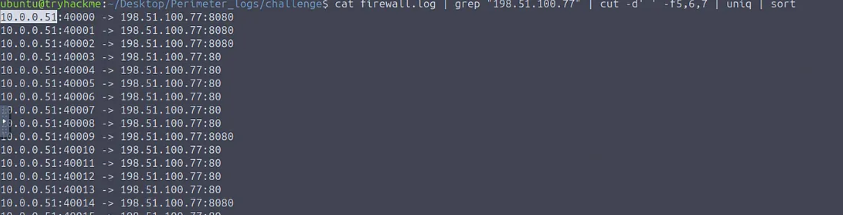 ubuntu@tryhackme:~/Desktop/Perimeter_logs/challenge$ cat firewall.log | grep "198.51.100.77" | cut -d' ' -f5,6,7 | uniq | sort
10.0.0.51:40000 -> 198.51.100.77:8080
10.0.0.51:40001 -> 198.51.100.77:8080
10.0.0.51:40002 -> 198.51.100.77:8080
10.0.0.51:40003 -> 198.51.100.77:80
10.0.0.51:40004 -> 198.51.100.77:80
10.0.0.51:40005 -> 198.51.100.77:80
10.0.0.51:40006 -> 198.51.100.77:80
10.0.0.51:40007 -> 198.51.100.77:80
10.0.0.51:40008 -> 198.51.100.77:80
10.0.0.51:40009 -> 198.51.100.77:8080
10.0.0.51:40010 -> 198.51.100.77:80
10.0.0.51:40011 -> 198.51.100.77:80
10.0.0.51:40012 -> 198.51.100.77:80
10.0.0.51:40013 -> 198.51.100.77:80
10.0.0.51:40014 -> 198.51.100.77:8080